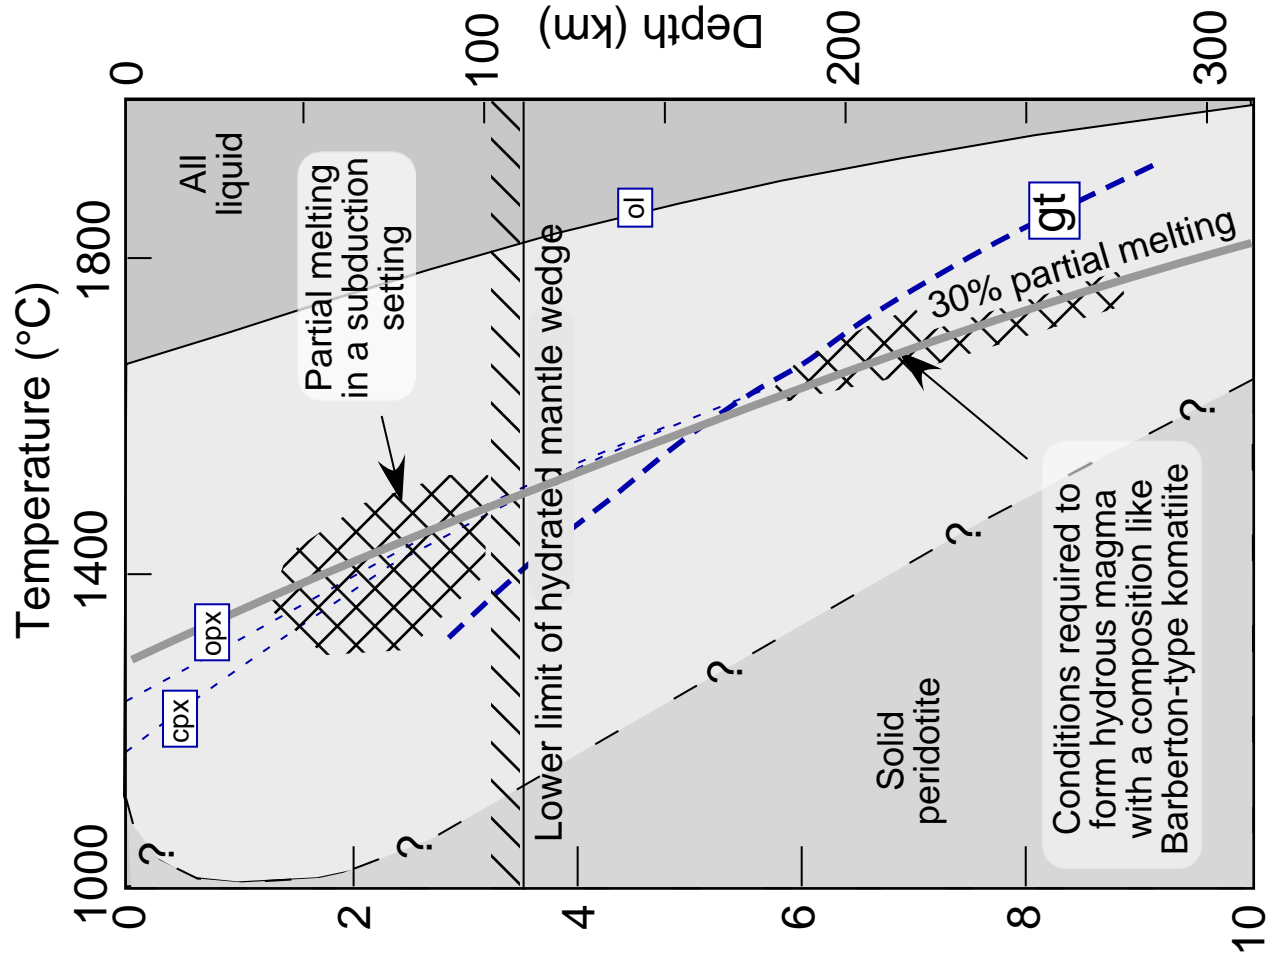 Temperature (°C)
1000
1400
1800
0
100
200
300
Depth (km)
0
2
4
6
8
10
All
liquid
Partial melting
in a subduction
setting
ol
Lower limit of hydrated mantle wedge
gt
30% partial melting
opx
cpx
?
?
?
?
?
Solid
peridotite
Conditions required to
form hydrous magma
with a composition like
Barberton-type komatiite